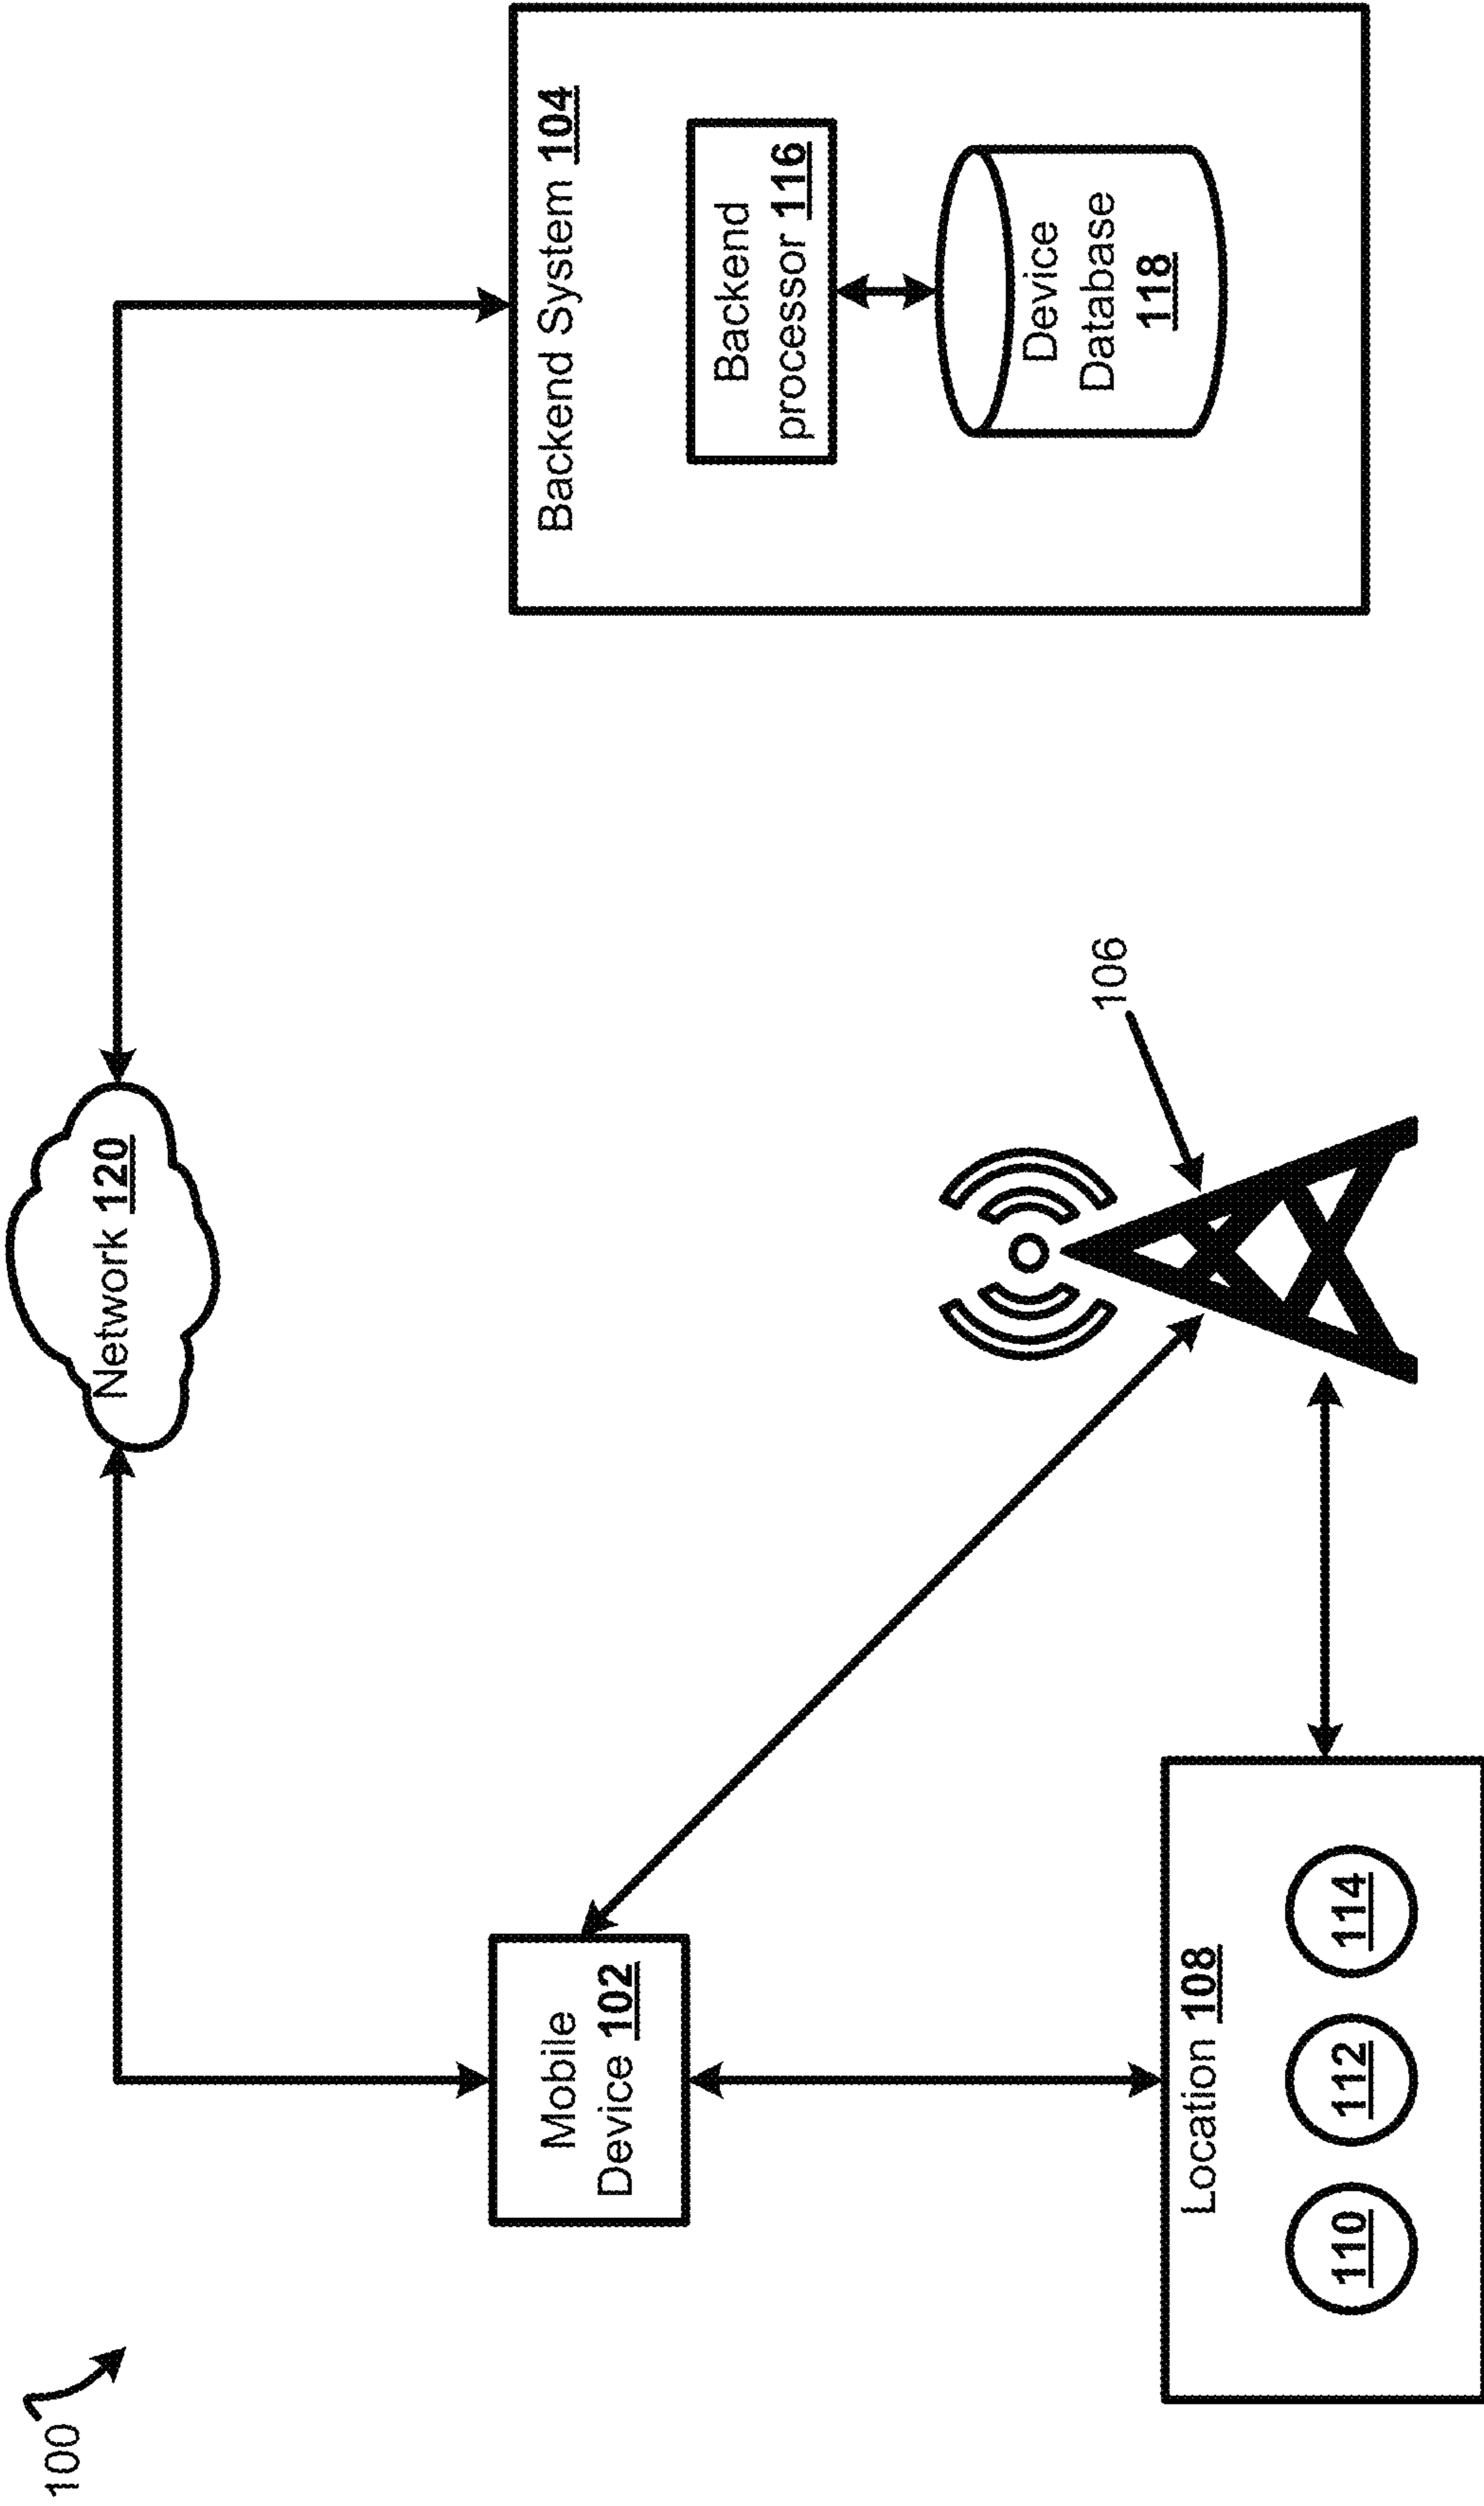 100
Network 120
Mobile
Device 102
Backend System 104
Backend
processor 116
Device
Database
118
106
Location 108
110
112
114